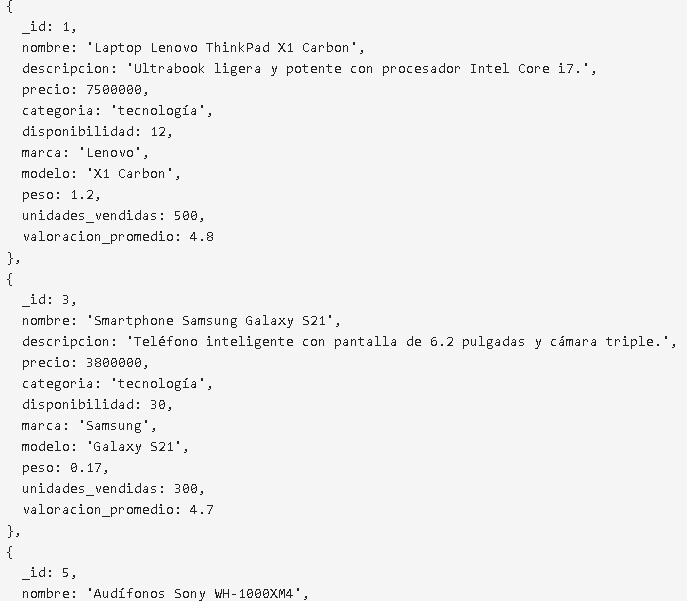 {
  _id: 1,
  nombre: 'Laptop Lenovo ThinkPad X1 Carbon',
  descripcion: 'Ultrabook ligera y potente con procesador Intel Core i7.',
  precio: 7500000,
  categoria: 'tecnología',
  disponibilidad: 12,
  marca: 'Lenovo',
  modelo: 'X1 Carbon',
  peso: 1.2,
  unidades_vendidas: 500,
  valoracion_promedio: 4.8
},
{
  _id: 3,
  nombre: 'Smartphone Samsung Galaxy S21',
  descripcion: 'Teléfono inteligente con pantalla de 6.2 pulgadas y cámara triple.',
  precio: 3800000,
  categoria: 'tecnología',
  disponibilidad: 30,
  marca: 'Samsung',
  modelo: 'Galaxy S21',
  peso: 0.17,
  unidades_vendidas: 300,
  valoracion_promedio: 4.7
},
{
  _id: 5,
  nombre: 'Audífonos Sony WH-1000XM4',